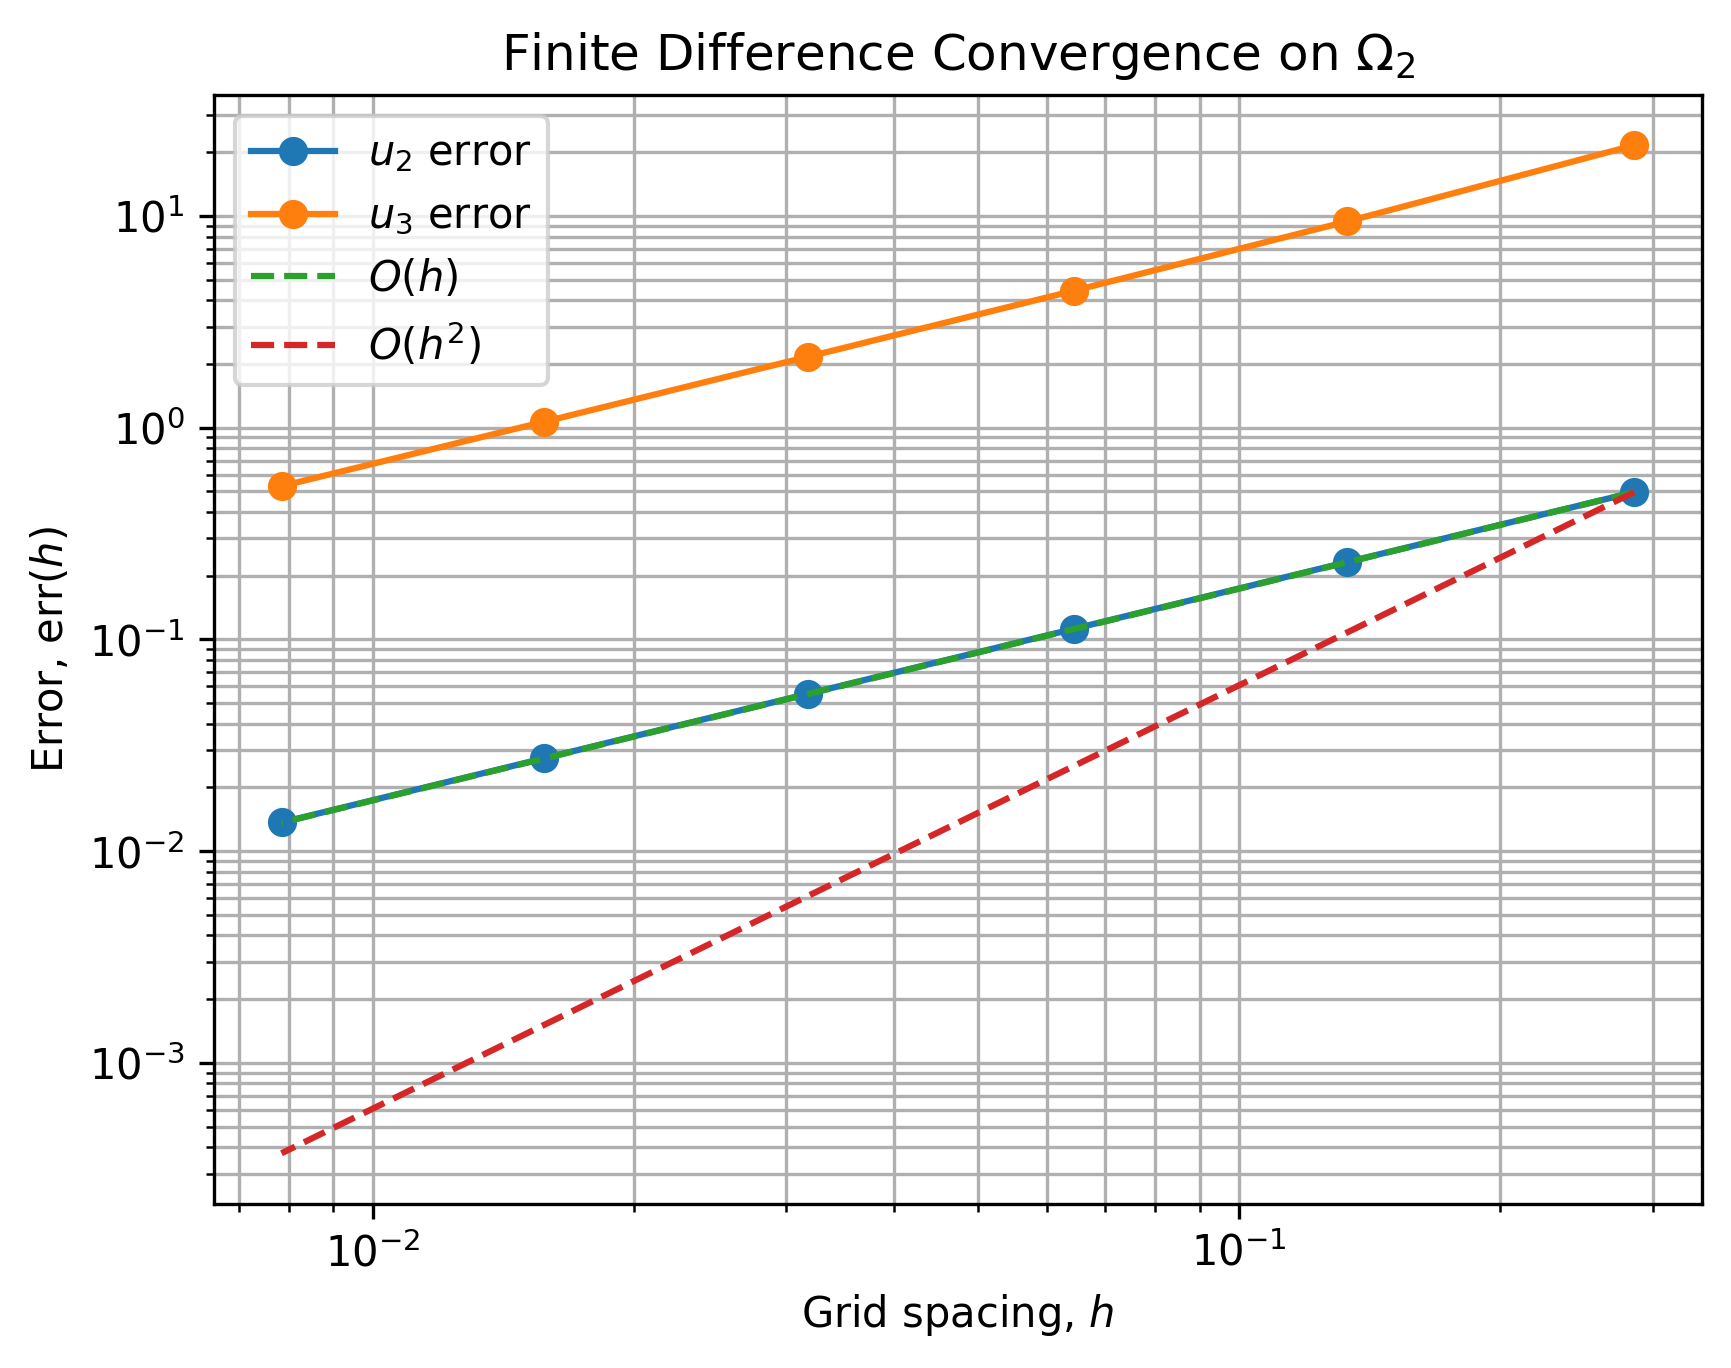 Finite Difference Convergence on Ω₂
u₂ error
u₃ error
O(h)
O(h²)
10¹
10⁰
10⁻¹
10⁻²
10⁻³
Error, err(h)
10⁻²
10⁻¹
Grid spacing, h